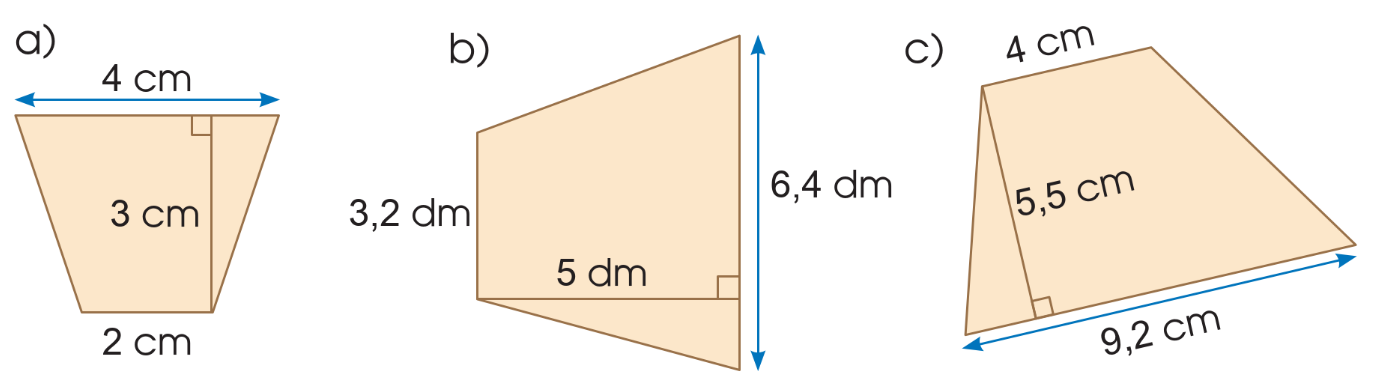 a)
4 cm
3 cm
2 cm
b)
3,2 dm
5 dm
6,4 dm
c)
4 cm
5,5 cm
9,2 cm